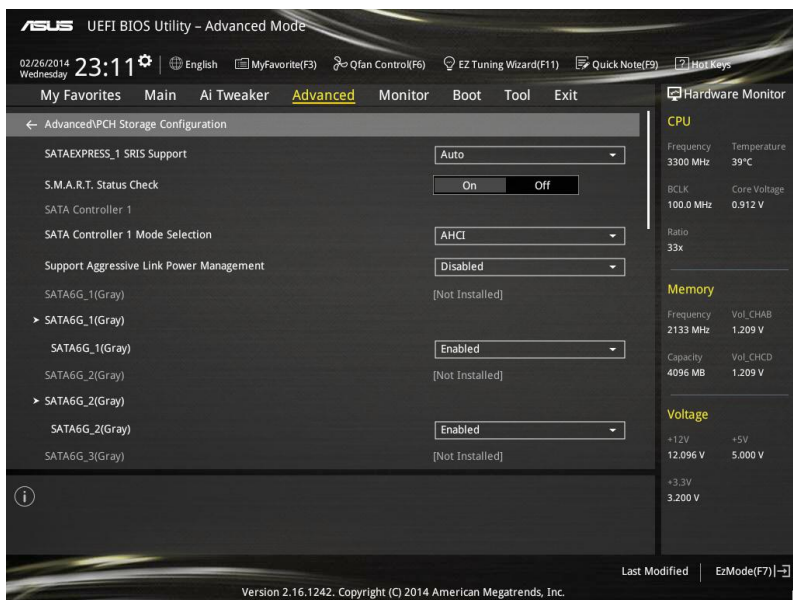 ASUS UEFI BIOS Utility – Advanced Mode
02/26/2014
Wednesday
23:11
English
MyFavorite(F3)
Qfan Control(F6)
EZ Tuning Wizard(F11)
Quick Note(F9)
? Hot Keys
My Favorites Main Ai Tweaker Advanced Monitor Boot Tool Exit
← Advanced\PCH Storage Configuration
SATAEXPRESS_1 SRIS Support Auto
S.M.A.R.T. Status Check On Off
SATA Controller 1
SATA Controller 1 Mode Selection AHCI
Support Aggressive Link Power Management Disabled
SATA6G_1(Gray) [Not Installed]
> SATA6G_1(Gray)
SATA6G_1(Gray) Enabled
SATA6G_2(Gray) [Not Installed]
> SATA6G_2(Gray)
SATA6G_2(Gray) Enabled
SATA6G_3(Gray) [Not Installed]
Hardware Monitor
CPU
Frequency Temperature
3300 MHz 39°C
BCLK Core Voltage
100.0 MHz 0.912 V
Ratio
33x
Memory
Frequency Vol_CHAB
2133 MHz 1.209 V
Capacity Vol_CHCD
4096 MB 1.209 V
Voltage
+12V +5V
12.096 V 5.000 V
+3.3V
3.200 V
i
Last Modified
EzMode(F7)
Version 2.16.1242. Copyright (C) 2014 American Megatrends, Inc.